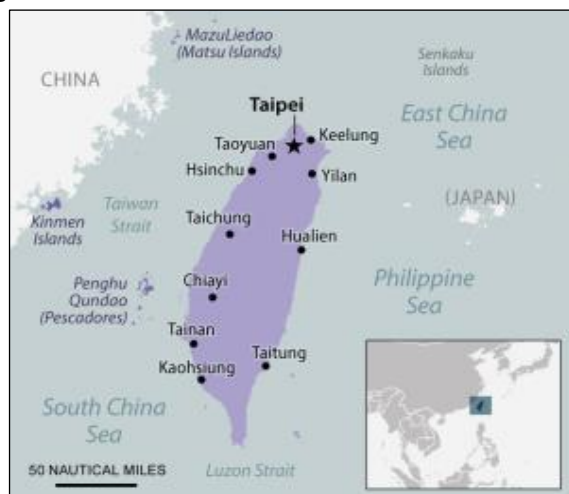 MazuLiedao
(Matsu Islands)
CHINA
Senkaku
Islands
Taipei
East China
Sea
Keelung
Taoyuan
Hsinchu
Yilan
Taiwan
Strait
(JAPAN)
Kinmen
Islands
Taichung
Hualien
Philippine
Sea
Penghu
Qundao
(Pescadores)
Chiayi
Tainan
Taitung
Kaohsiung
South China
Sea
50 NAUTICAL MILES
Luzon Strait